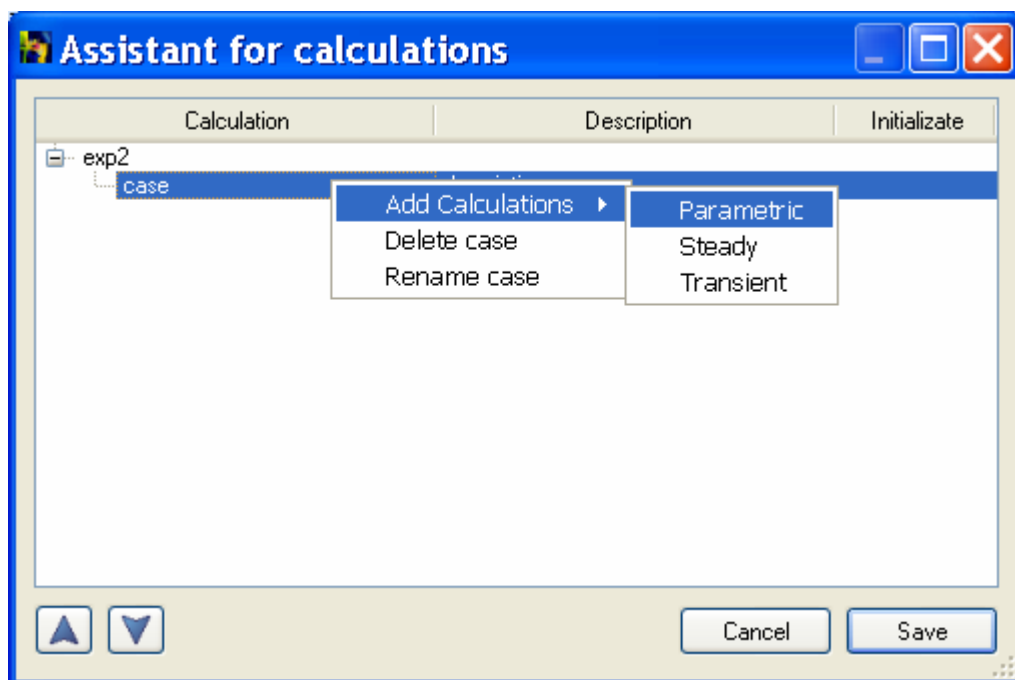 Assistant for calculations
Calculation Description Initializate
exp2
case
Add Calculations Parametric
Delete case Steady
Rename case Transient
Cancel Save